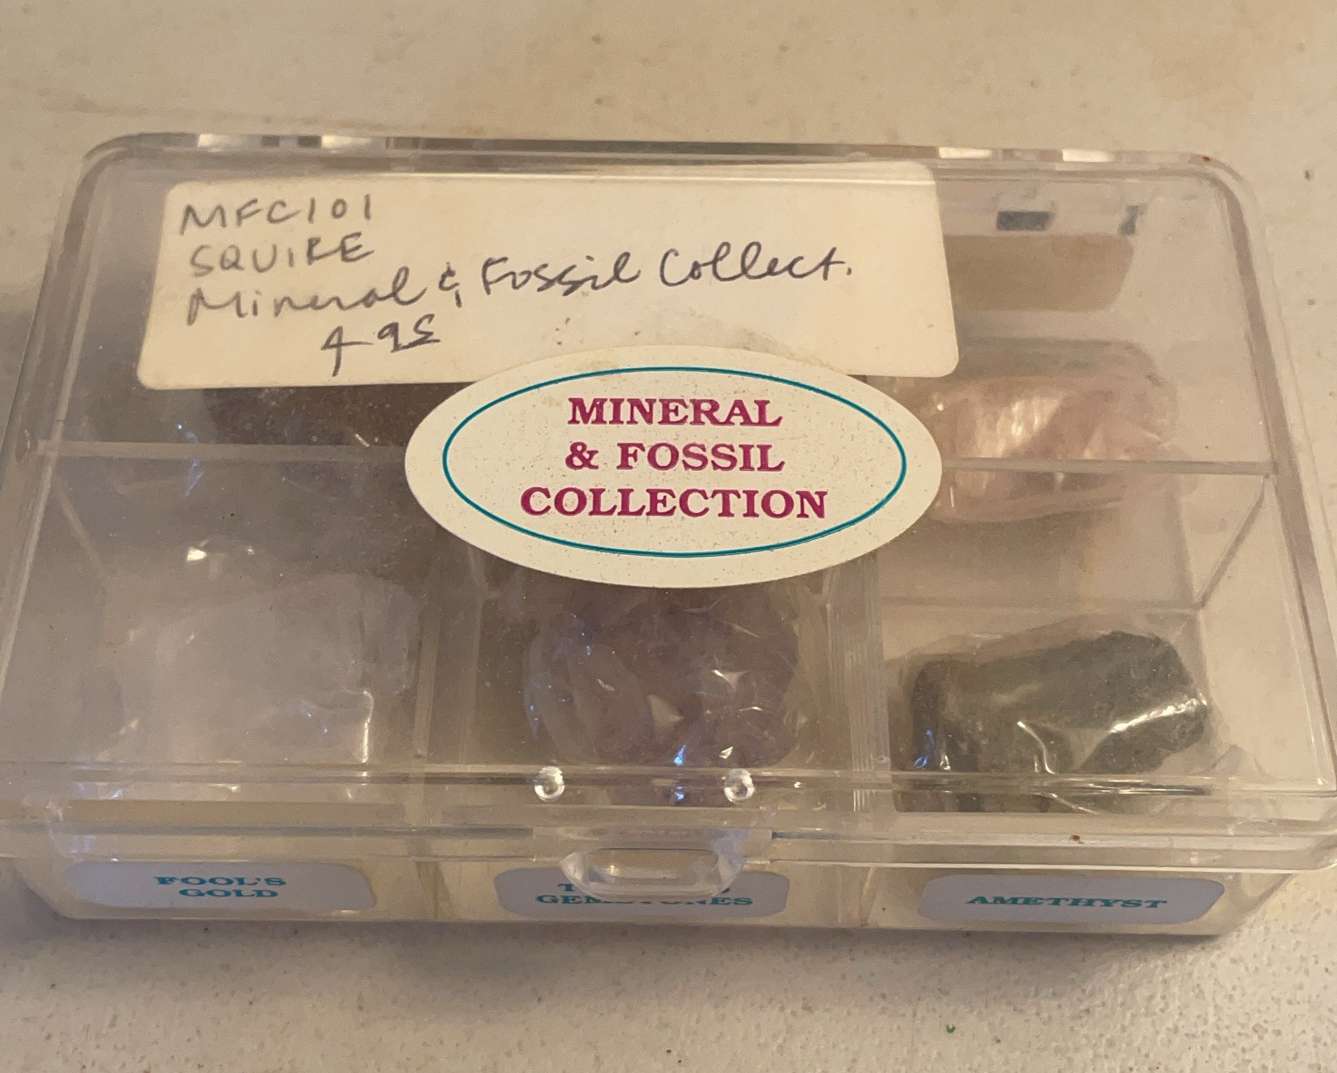 MFC101
SQUIRE
Mineral & Fossil Collect.
4 95
MINERAL
& FOSSIL
COLLECTION
FOOL'S
GOLD
GEMSTONES
AMETHYST